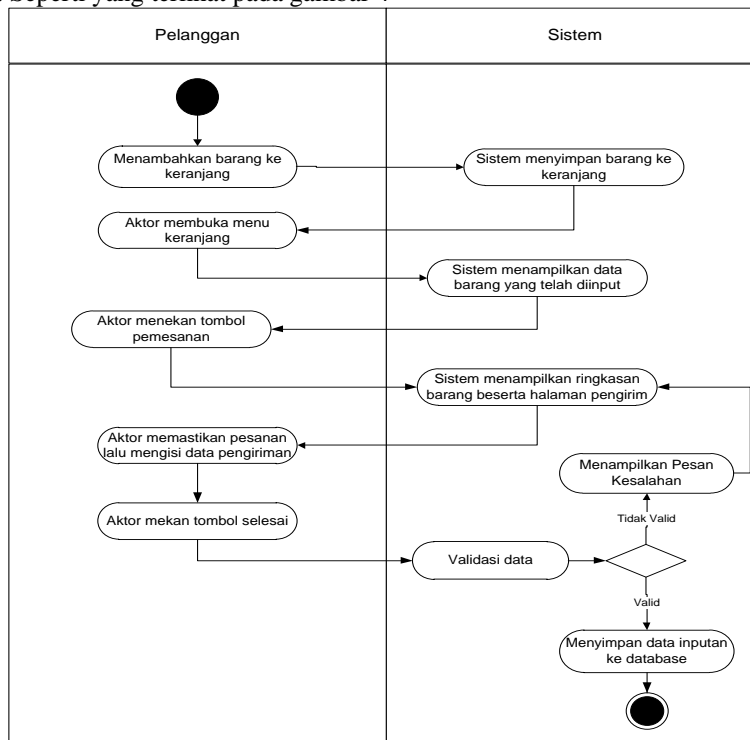 seperti yang terlihat pada gambar 4
Pelanggan
Sistem
Menambahkan barang ke
keranjang
Sistem menyimpan barang ke
keranjang
Aktor membuka menu
keranjang
Sistem menampilkan data
barang yang telah diinput
Aktor menekan tombol
pemesanan
Sistem menampilkan ringkasan
barang beserta halaman pengirim
Aktor memastikan pesanan
lalu mengisi data pengiriman
Menampilkan Pesan
Kesalahan
Tidak Valid
Aktor mekan tombol selesai
Validasi data
Valid
Menyimpan data inputan
ke database